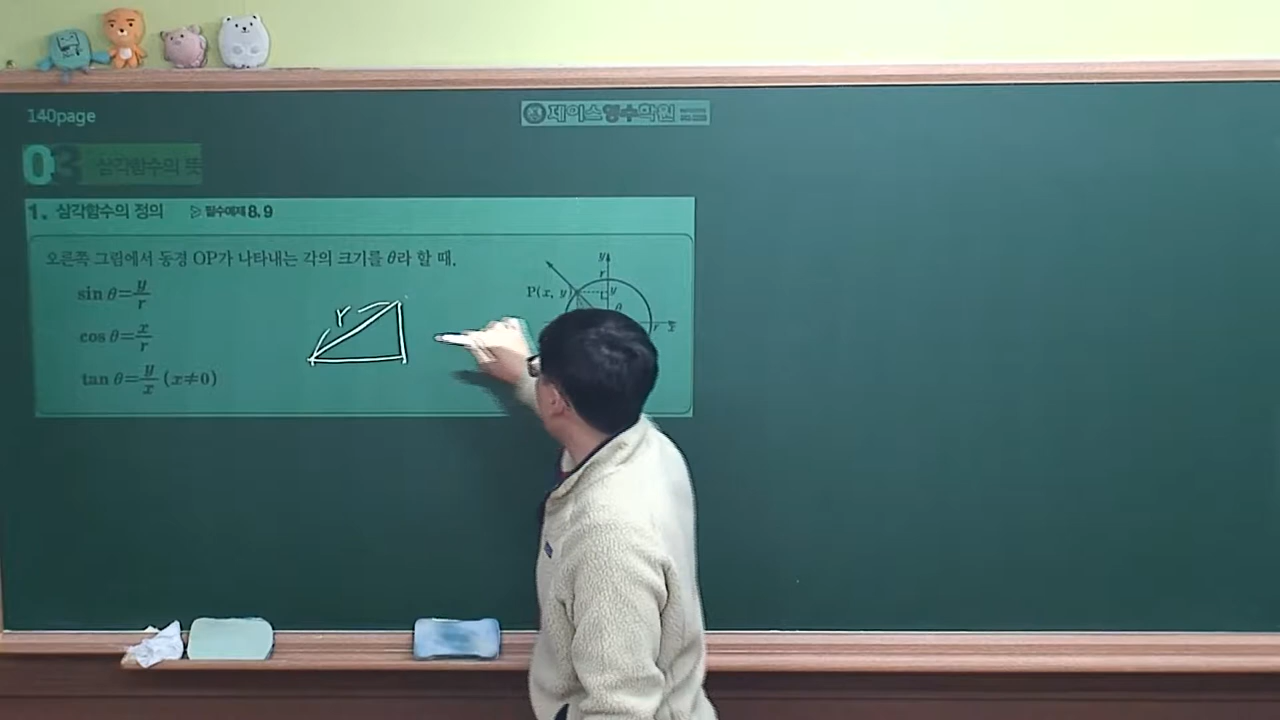 140page
제이스영수학원
03 삼각함수의 뜻
1. 삼각함수의 정의 ▷ 필수예제 8, 9
오른쪽 그림에서 동경 OP가 나타내는 각의 크기를 θ라 할 때,
sin θ=y/r
cos θ=x/r
tan θ=y/x (x≠0)
r
y
r
P(x, y)
y
θ
r
x